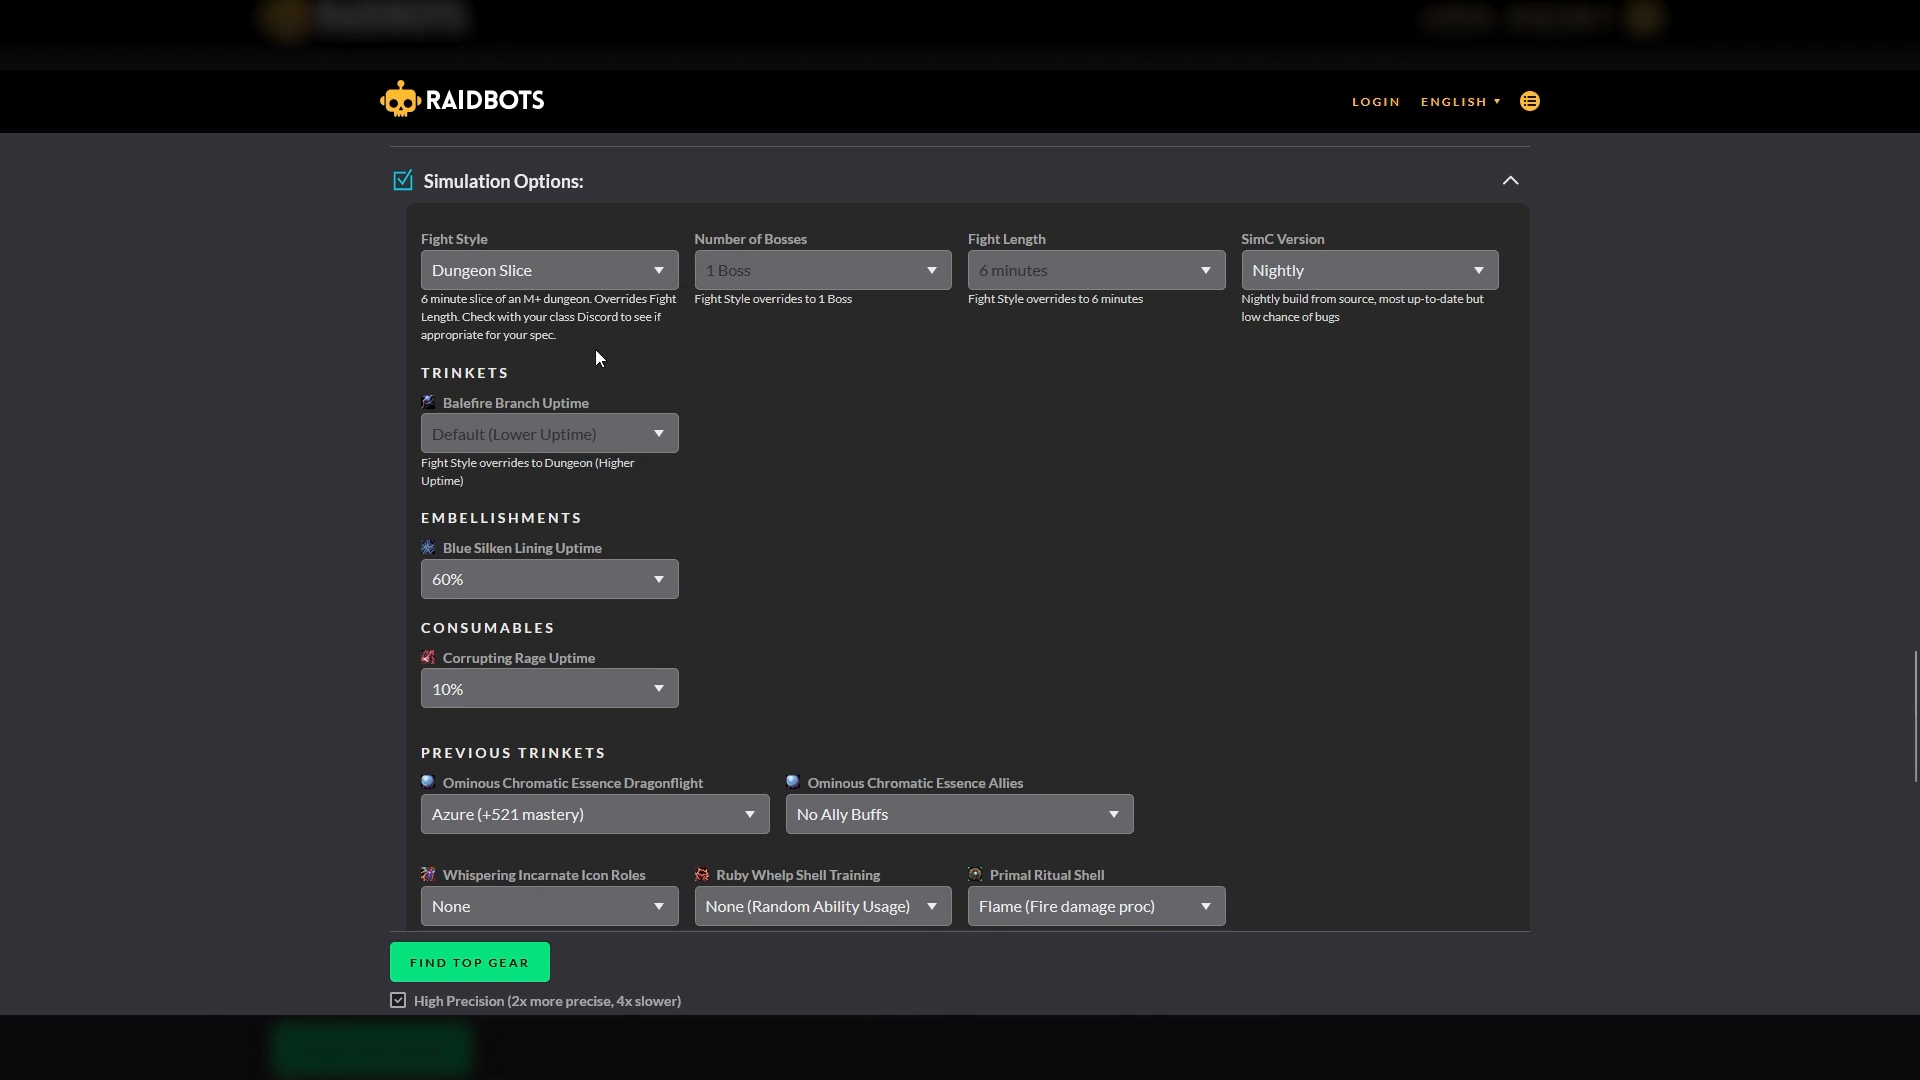 RAIDBOTS
LOGIN
ENGLISH
Simulation Options:
Fight Style
Number of Bosses
Fight Length
SimC Version
Dungeon Slice
1 Boss
6 minutes
Nightly
6 minute slice of an M+ dungeon. Overrides Fight
Length. Check with your class Discord to see if
appropriate for your spec.
Fight Style overrides to 1 Boss
Fight Style overrides to 6 minutes
Nightly build from source, most up-to-date but
low chance of bugs
TRINKETS
Balefire Branch Uptime
Default (Lower Uptime)
Fight Style overrides to Dungeon (Higher
Uptime)
EMBELLISHMENTS
Blue Silken Lining Uptime
60%
CONSUMABLES
Corrupting Rage Uptime
10%
PREVIOUS TRINKETS
Ominous Chromatic Essence Dragonflight
Ominous Chromatic Essence Allies
Azure (+521 mastery)
No Ally Buffs
Whispering Incarnate Icon Roles
Ruby Whelp Shell Training
Primal Ritual Shell
None
None (Random Ability Usage)
Flame (Fire damage proc)
FIND TOP GEAR
High Precision (2x more precise, 4x slower)